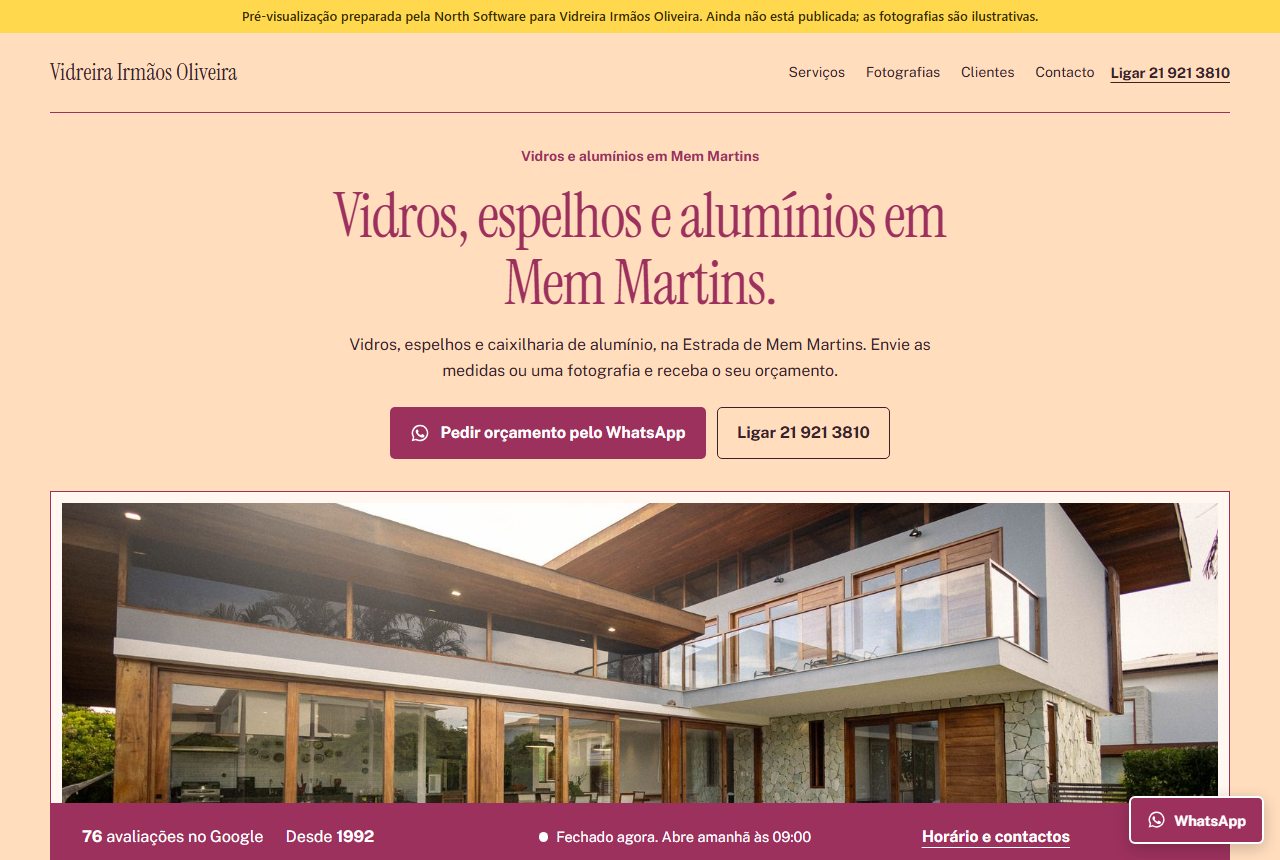 Pré-visualização preparada pela North Software para Vidreira Irmãos Oliveira. Ainda não está publicada; as fotografias são ilustrativas.
Vidreira Irmãos Oliveira
Serviços Fotografias Clientes Contacto Ligar 21 921 3810
Vidros e alumínios em Mem Martins
Vidros, espelhos e alumínios em
Mem Martins.
Vidros, espelhos e caixilharia de alumínio, na Estrada de Mem Martins. Envie as
medidas ou uma fotografia e receba o seu orçamento.
Pedir orçamento pelo WhatsApp
Ligar 21 921 3810
76 avaliações no Google Desde 1992
Fechado agora. Abre amanhã às 09:00
Horário e contactos
WhatsApp